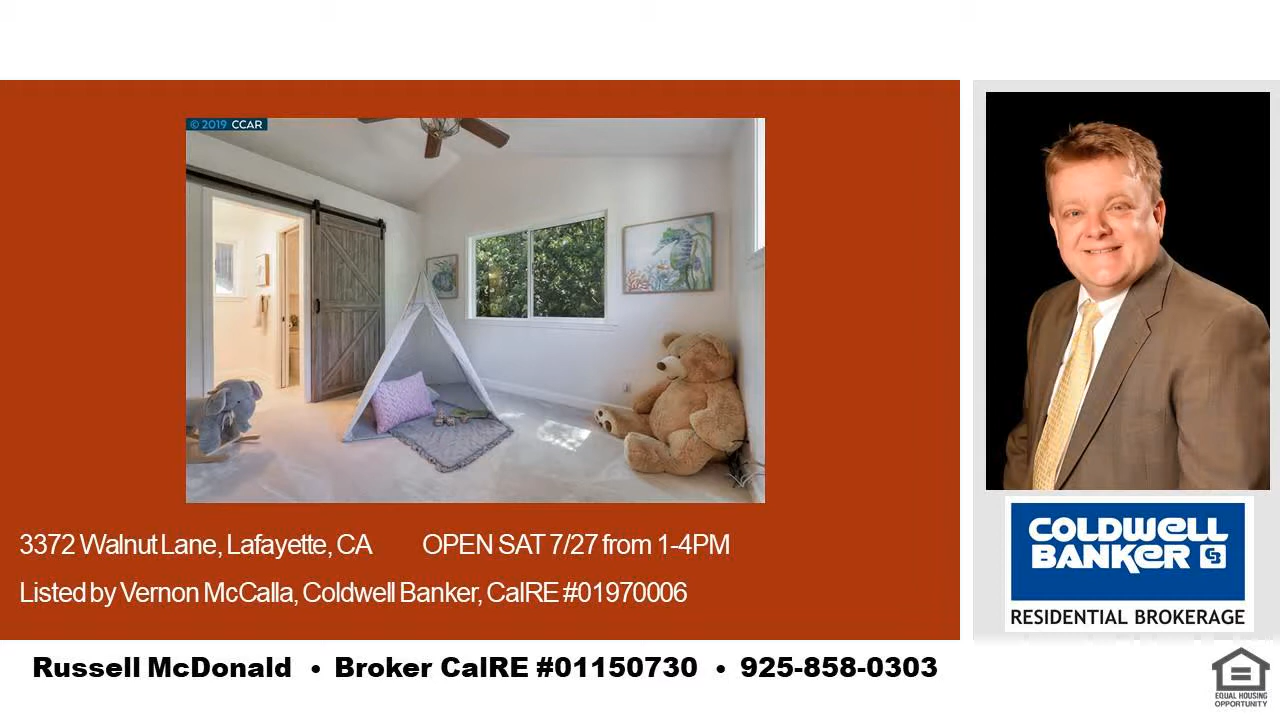 © 2019 CCAR
3372 Walnut Lane, Lafayette, CA OPEN SAT 7/27 from 1-4PM
Listed by Vernon McCalla, Coldwell Banker, CalRE #01970006
COLDWELL
BANKER CB
RESIDENTIAL BROKERAGE
Russell McDonald • Broker CalRE #01150730 • 925-858-0303
EQUAL HOUSING
OPPORTUNITY